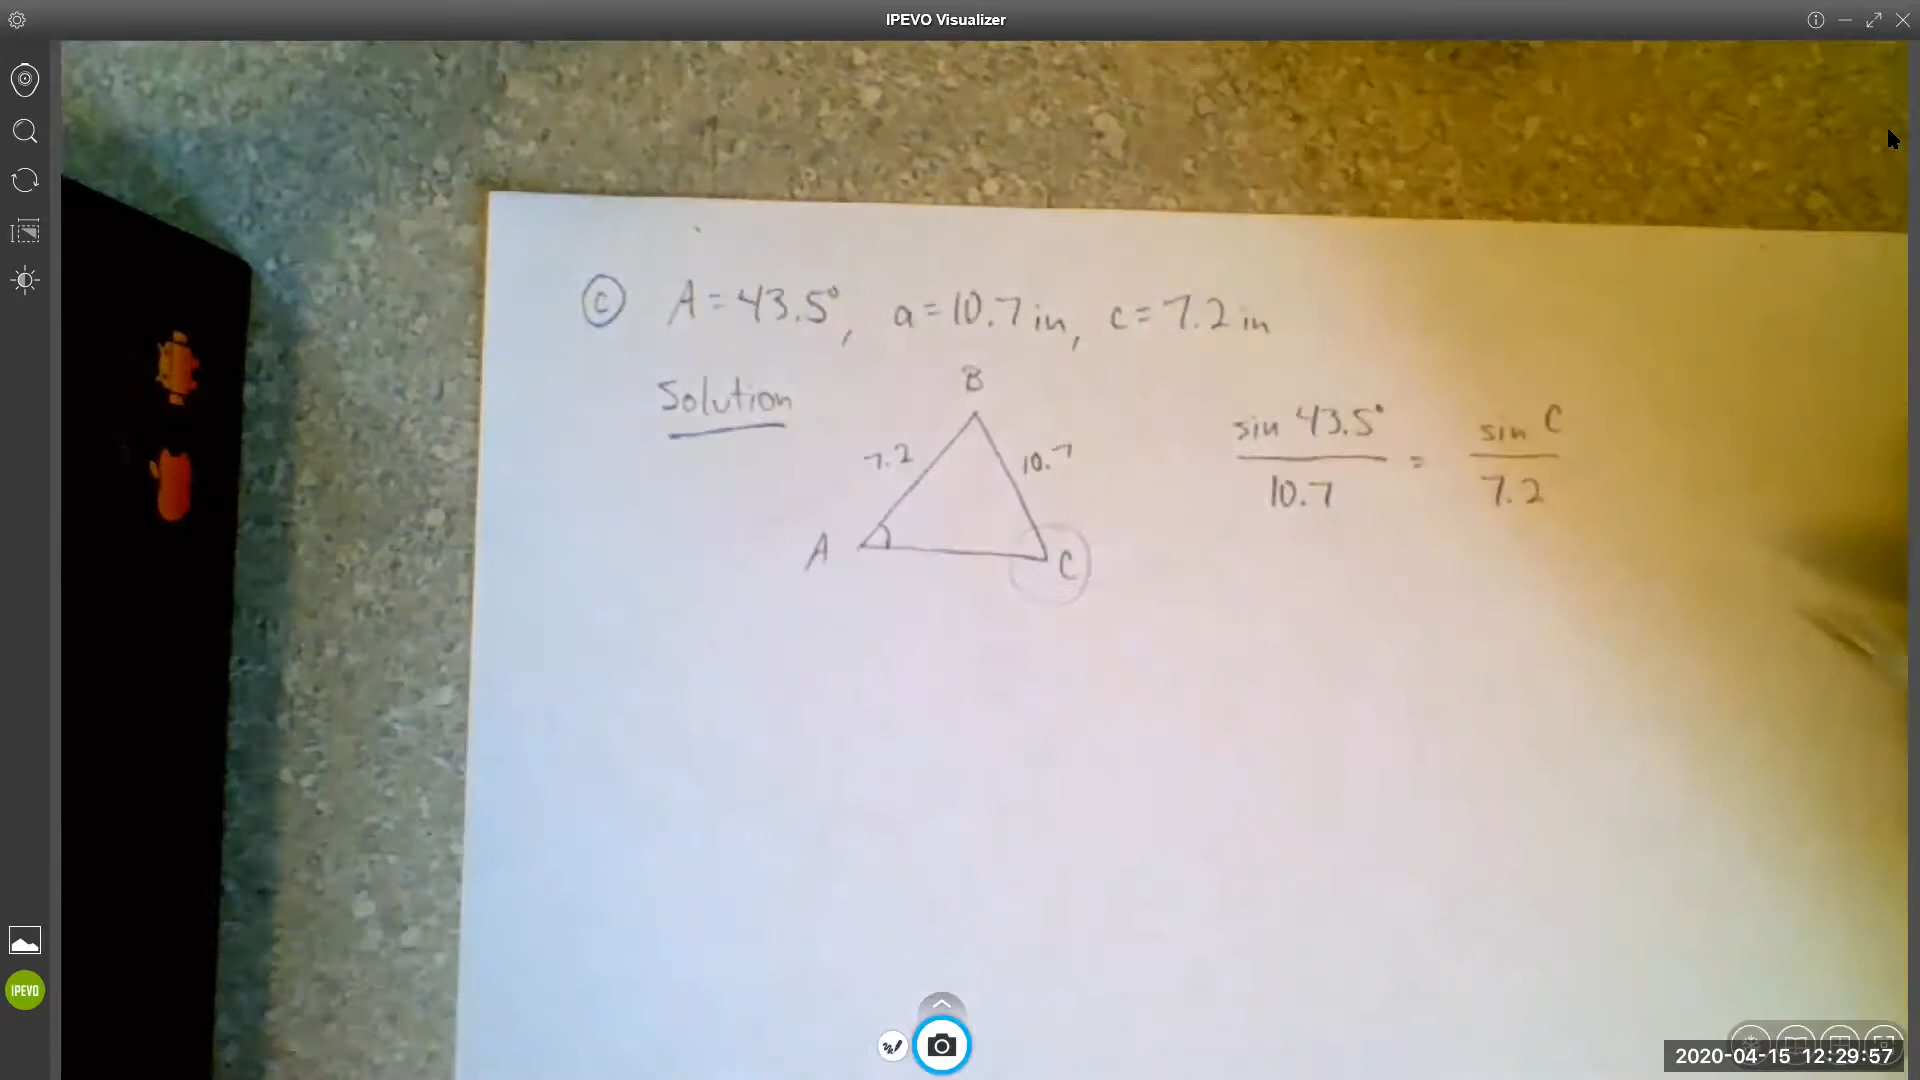 IPEVO Visualizer
Ⓒ A = 43.5°, a = 10.7 in, c = 7.2 in
Solution
B
7.2
10.7
A
C
sin 43.5° / 10.7 = sin C / 7.2
IPEVO
2020-04-15 12:29:57